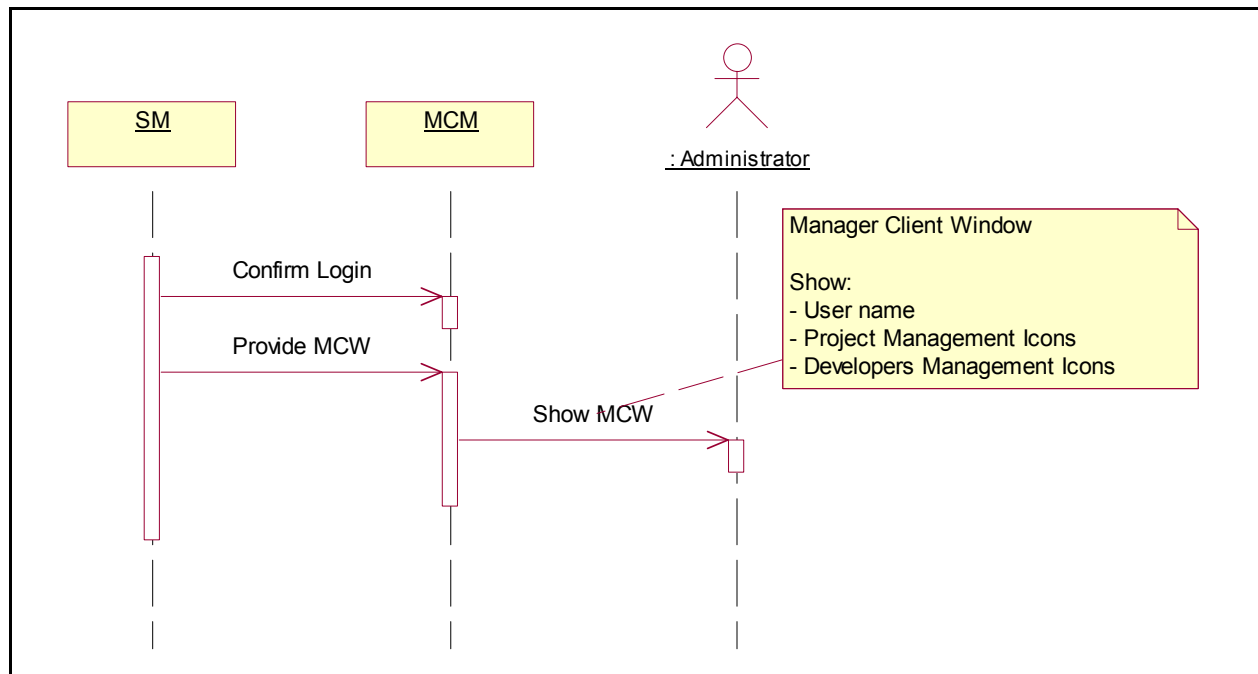 SM
MCM
: Administrator
Manager Client Window
Show:
- User name
- Project Management Icons
- Developers Management Icons
Confirm Login
Provide MCW
Show MCW